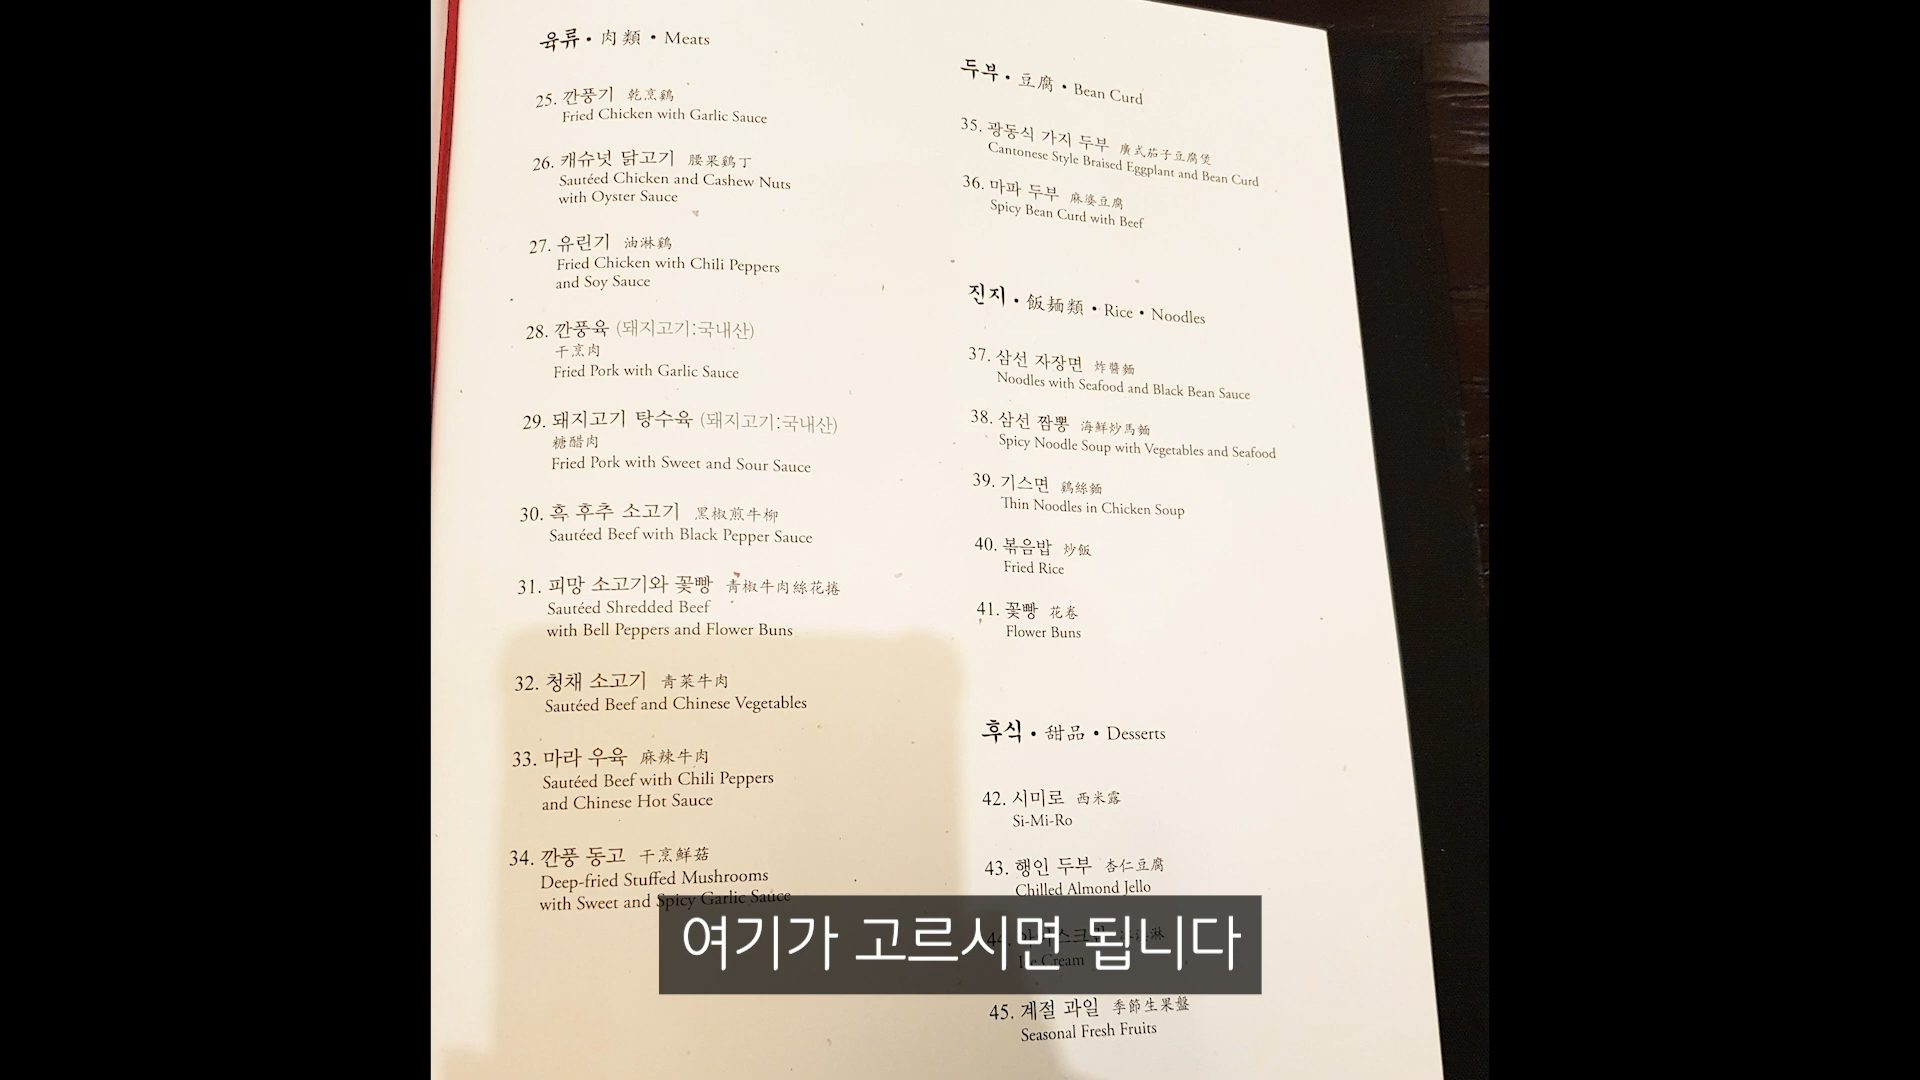 육류 • 肉類 • Meats
25. 깐풍기 乾烹鷄
Fried Chicken with Garlic Sauce
26. 캐슈넛 닭고기 腰果鷄丁
Sautéed Chicken and Cashew Nuts
with Oyster Sauce
27. 유린기 油淋鷄
Fried Chicken with Chili Peppers
and Soy Sauce
28. 깐풍육 (돼지고기:국내산)
干烹肉
Fried Pork with Garlic Sauce
29. 돼지고기 탕수육 (돼지고기:국내산)
糖醋肉
Fried Pork with Sweet and Sour Sauce
30. 흑 후추 소고기 黑椒煎牛柳
Sautéed Beef with Black Pepper Sauce
31. 피망 소고기와 꽃빵 靑椒牛肉絲花捲
Sautéed Shredded Beef
with Bell Peppers and Flower Buns
32. 청채 소고기 靑菜牛肉
Sautéed Beef and Chinese Vegetables
33. 마라 우육 麻辣牛肉
Sautéed Beef with Chili Peppers
and Chinese Hot Sauce
34. 깐풍 동고 干烹鮮菇
Deep-fried Stuffed Mushrooms
with Sweet and Spicy Garlic Sauce
두부 • 豆腐 • Bean Curd
35. 광동식 가지 두부 廣式茄子豆腐煲
Cantonese Style Braised Eggplant and Bean Curd
36. 마파 두부 麻婆豆腐
Spicy Bean Curd with Beef
진지 • 飯麵類 • Rice • Noodles
37. 삼선 자장면 炸醬麵
Noodles with Seafood and Black Bean Sauce
38. 삼선 짬뽕 海鮮炒馬麵
Spicy Noodle Soup with Vegetables and Seafood
39. 기스면 鷄絲麵
Thin Noodles in Chicken Soup
40. 볶음밥 炒飯
Fried Rice
41. 꽃빵 花卷
Flower Buns
후식 • 甜品 • Desserts
42. 시미로 西米露
Si-Mi-Ro
43. 행인 두부 杏仁豆腐
Chilled Almond Jello
44. 아이스크림
Ice Cream
45. 계절 과일 季節生果盤
Seasonal Fresh Fruits
여기가 고르시면 됩니다